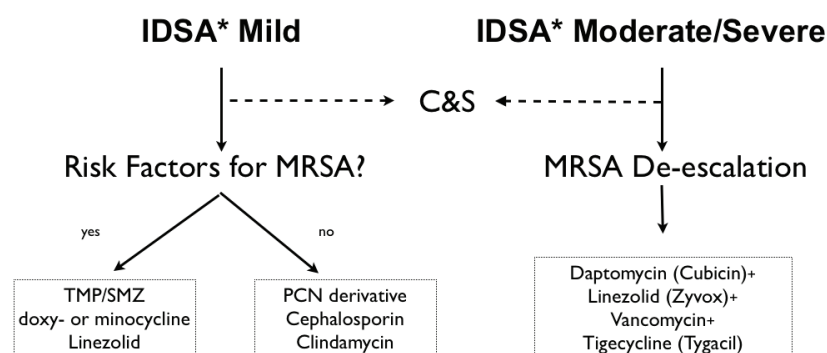 IDSA* Mild
IDSA* Moderate/Severe
C&S
Risk Factors for MRSA?
MRSA De-escalation
yes
no
TMP/SMZ
doxy- or minocycline
Linezolid
PCN derivative
Cephalosporin
Clindamycin
Daptomycin (Cubicin)+
Linezolid (Zyvox)+
Vancomycin+
Tigecycline (Tygacil)